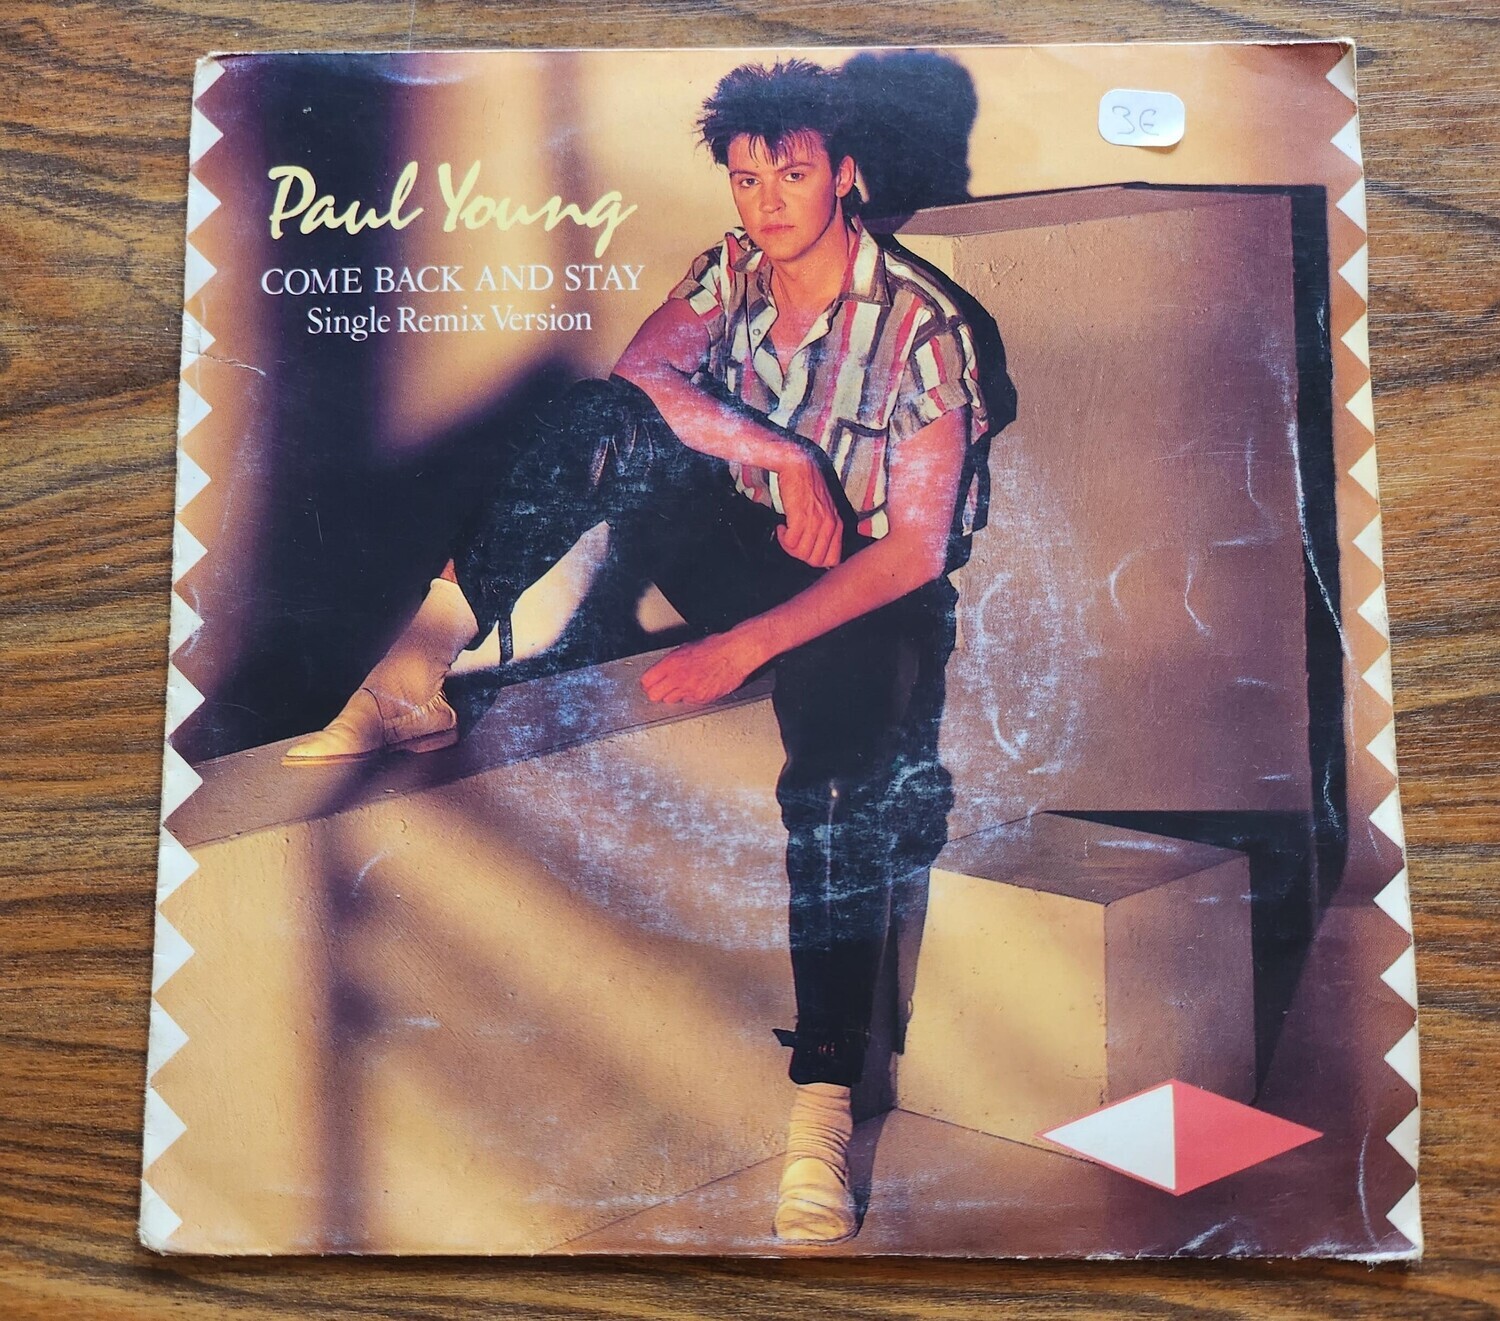 Paul Young
COME BACK AND STAY
Single Remix Version
3€